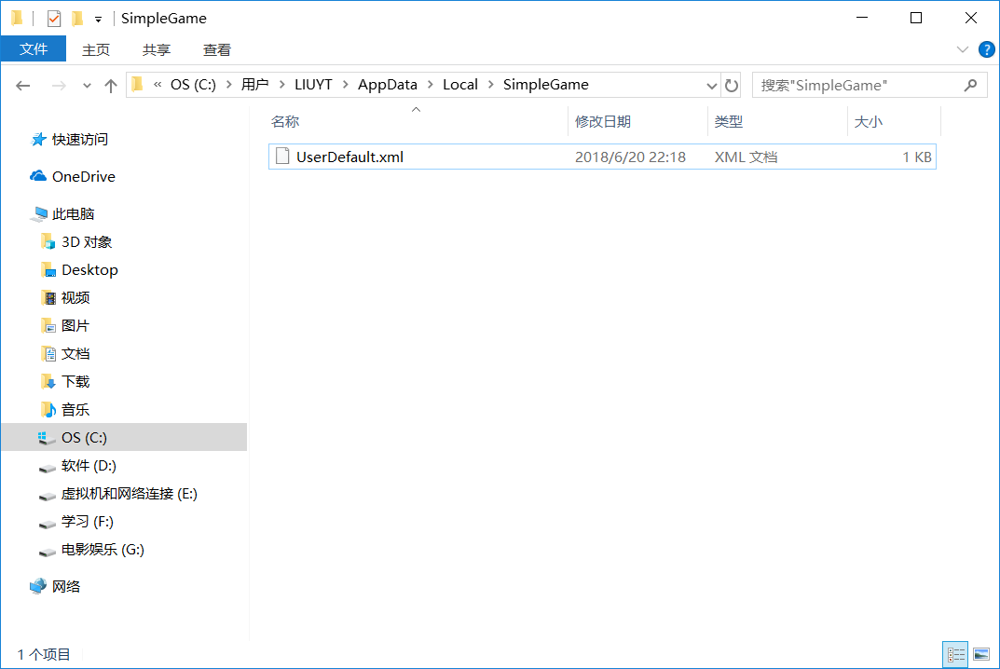 SimpleGame
文件 主页 共享 查看
« OS (C:) > 用户 > LIUYT > AppData > Local > SimpleGame 搜索"SimpleGame"
名称 修改日期 类型 大小
UserDefault.xml 2018/6/20 22:18 XML 文档 1 KB
快速访问
OneDrive
此电脑
3D 对象
Desktop
视频
图片
文档
下载
音乐
OS (C:)
软件 (D:)
虚拟机和网络连接 (E:)
学习 (F:)
电影娱乐 (G:)
网络
1 个项目